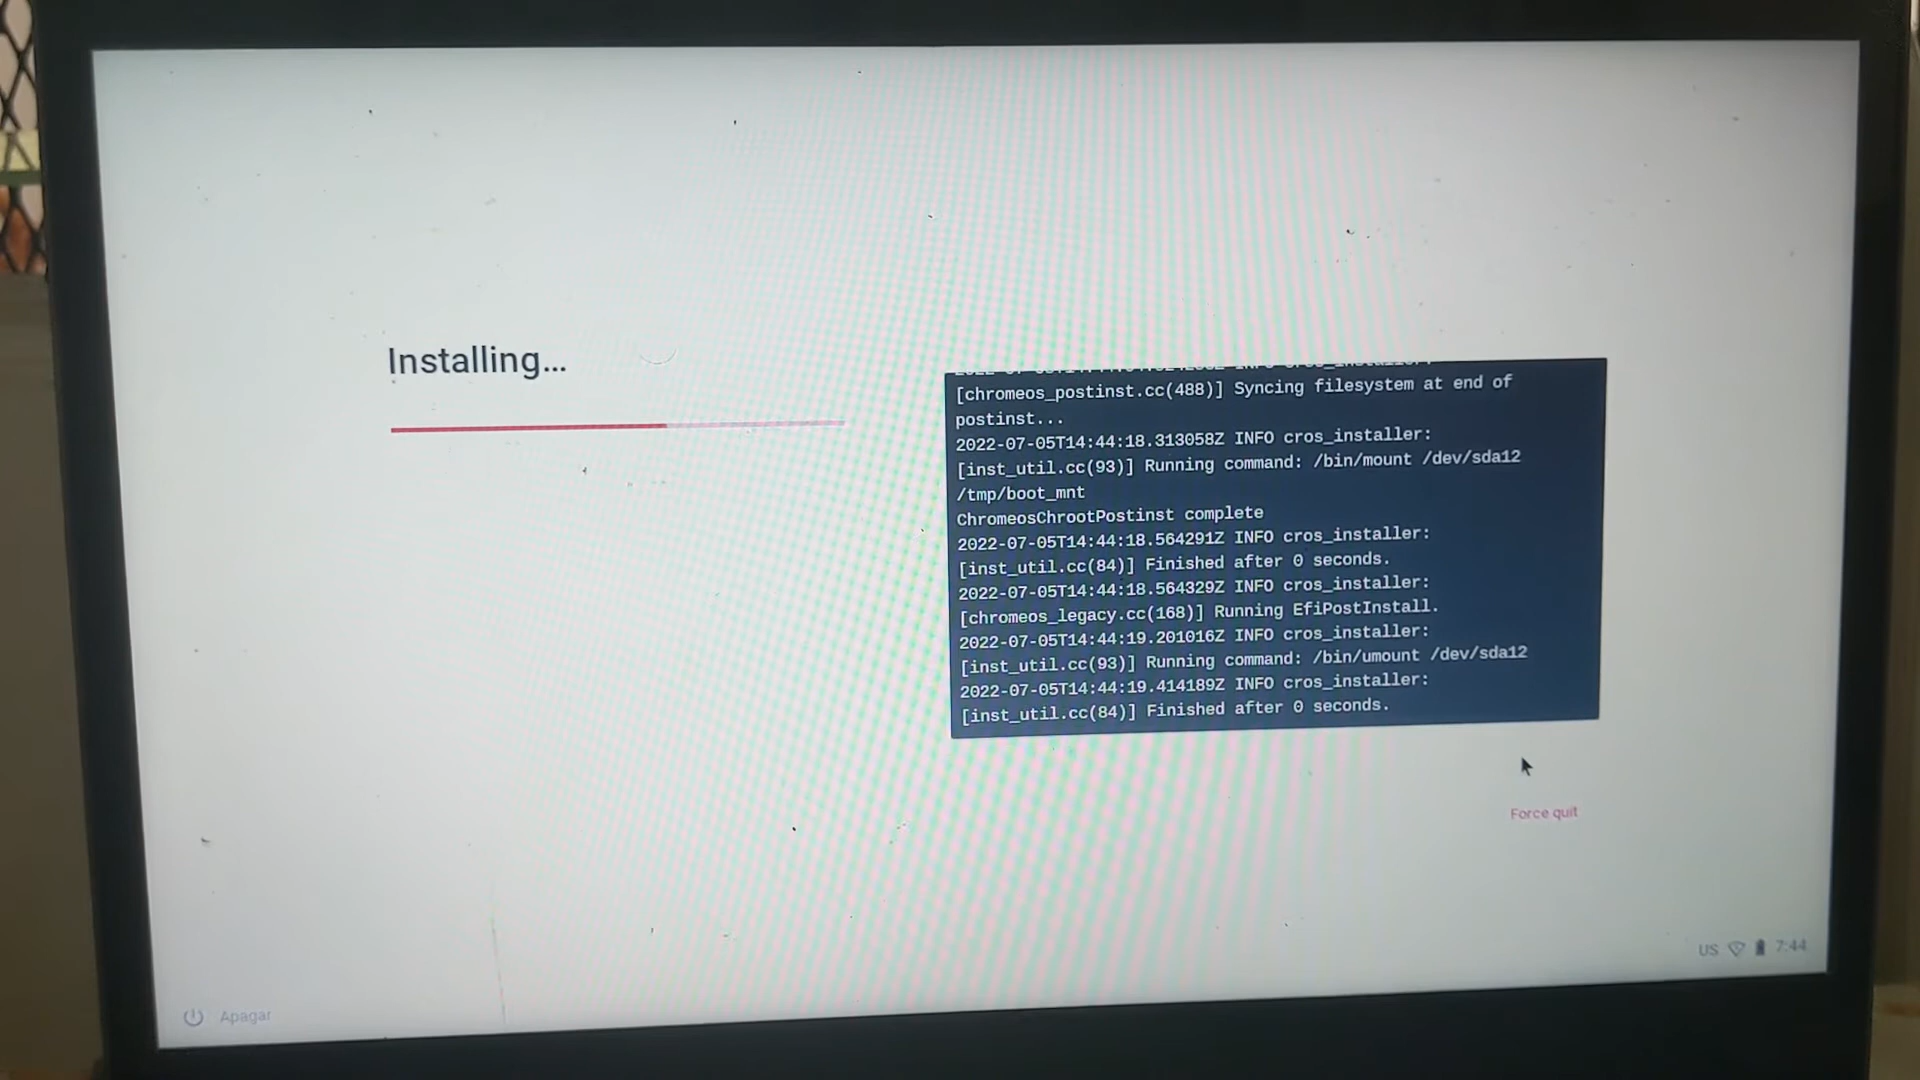 Installing...
[chromeos_postinst.cc(488)] Syncing filesystem at end of
postinst...
2022-07-05T14:44:18.313058Z INFO cros_installer:
[inst_util.cc(93)] Running command: /bin/mount /dev/sda12
/tmp/boot_mnt
ChromeosChrootPostinst complete
2022-07-05T14:44:18.564291Z INFO cros_installer:
[inst_util.cc(84)] Finished after 0 seconds.
2022-07-05T14:44:18.564329Z INFO cros_installer:
[chromeos_legacy.cc(168)] Running EfiPostInstall.
2022-07-05T14:44:19.201016Z INFO cros_installer:
[inst_util.cc(93)] Running command: /bin/umount /dev/sda12
2022-07-05T14:44:19.414189Z INFO cros_installer:
[inst_util.cc(84)] Finished after 0 seconds.
Force quit
US 7:44
Apagar